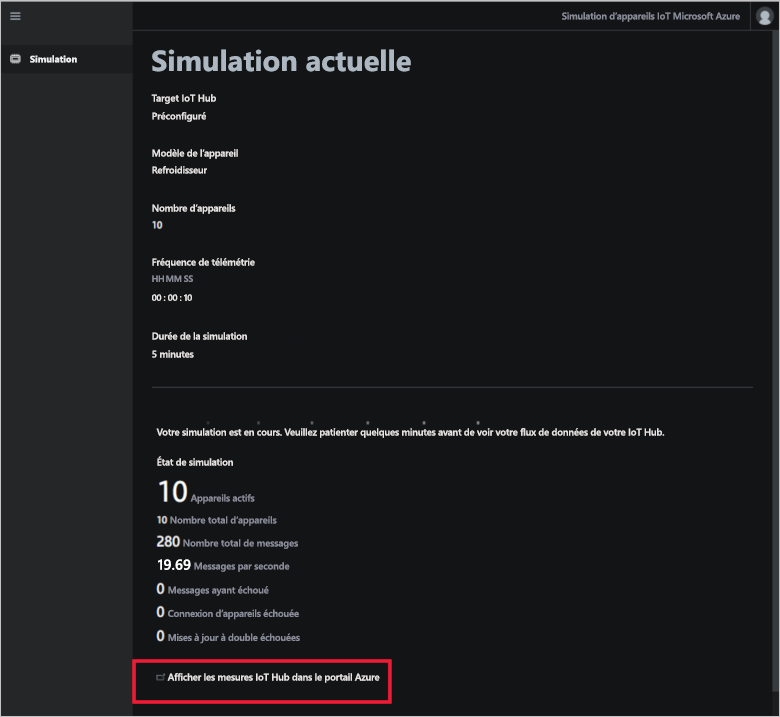 Simulation d'appareils IoT Microsoft Azure
Simulation
Simulation actuelle
Target IoT Hub
Préconfiguré
Modèle de l'appareil
Refroidisseur
Nombre d'appareils
10
Fréquence de télémétrie
HH MM SS
00 : 00 : 10
Durée de la simulation
5 minutes
Votre simulation est en cours. Veuillez patienter quelques minutes avant de voir votre flux de données de votre IoT Hub.
État de simulation
10 Appareils actifs
10 Nombre total d'appareils
280 Nombre total de messages
19.69 Messages par seconde
0 Messages ayant échoué
0 Connexion d'appareils échouée
0 Mises à jour à double échouées
Afficher les mesures IoT Hub dans le portail Azure